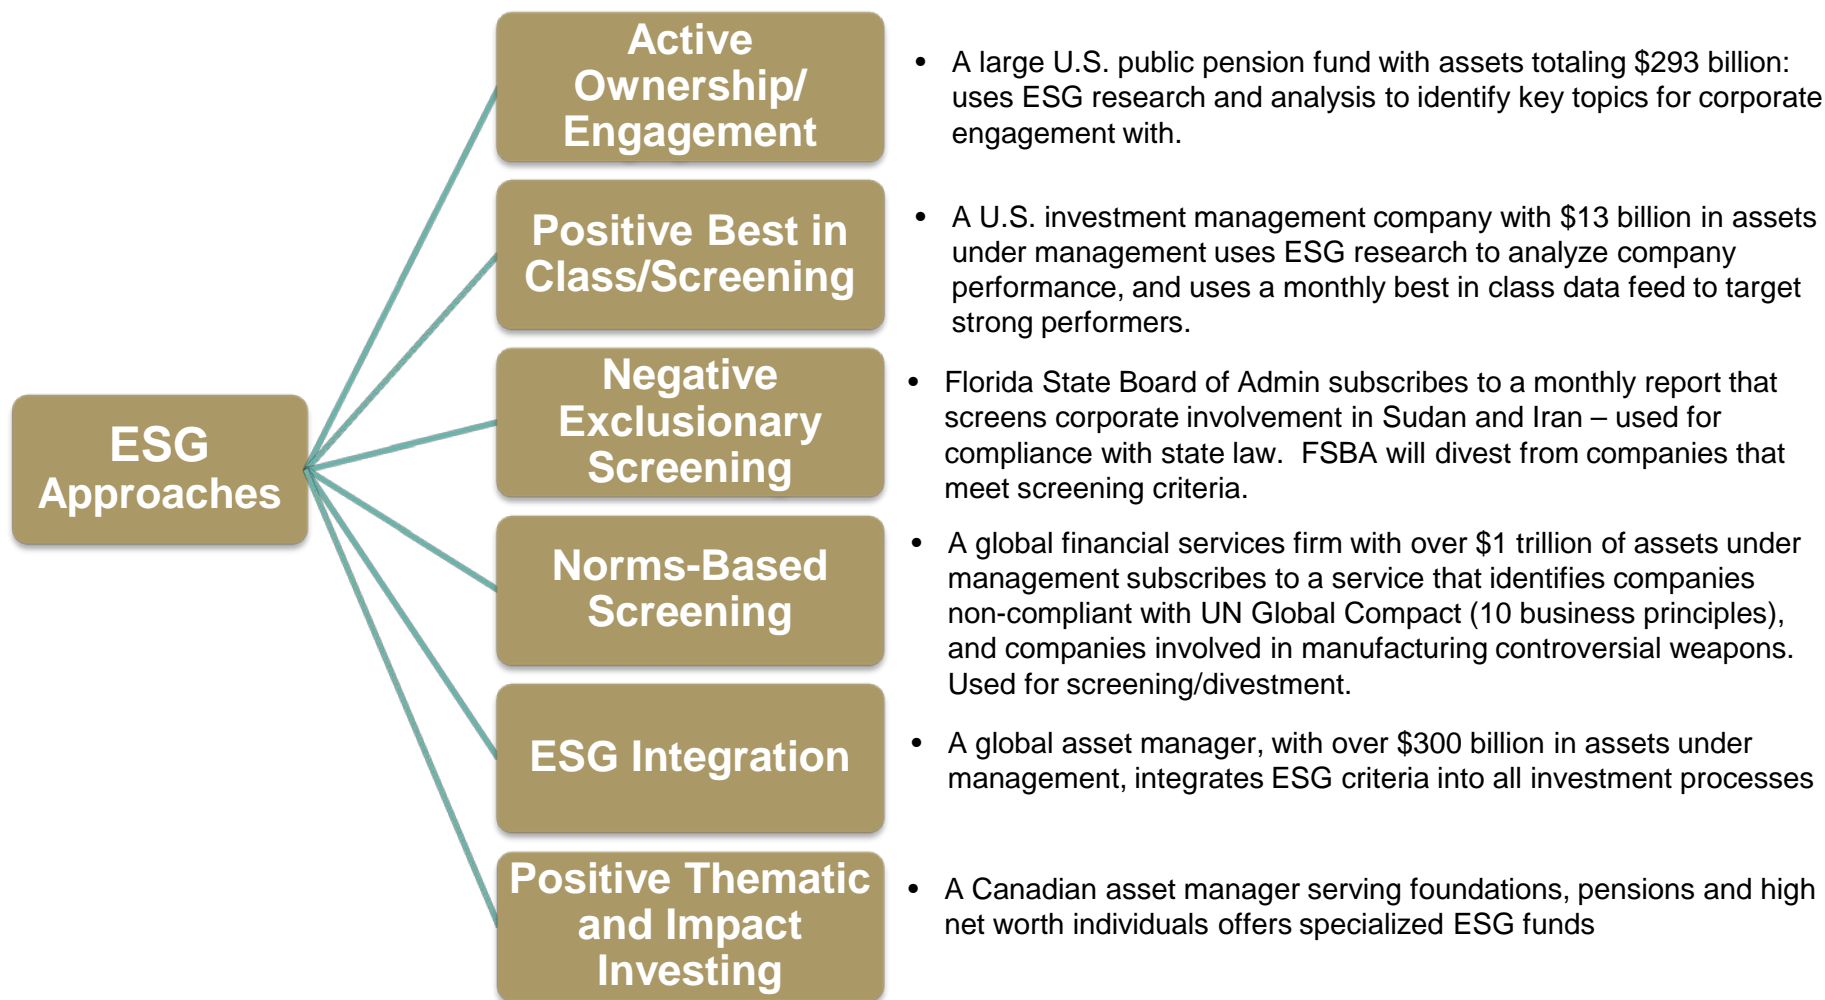 ESG
Approaches
Active
Ownership/
Engagement
• A large U.S. public pension fund with assets totaling $293 billion:
uses ESG research and analysis to identify key topics for corporate
engagement with.
Positive Best in
Class/Screening
• A U.S. investment management company with $13 billion in assets
under management uses ESG research to analyze company
performance, and uses a monthly best in class data feed to target
strong performers.
Negative
Exclusionary
Screening
• Florida State Board of Admin subscribes to a monthly report that
screens corporate involvement in Sudan and Iran – used for
compliance with state law.  FSBA will divest from companies that
meet screening criteria.
Norms-Based
Screening
• A global financial services firm with over $1 trillion of assets under
management subscribes to a service that identifies companies
non-compliant with UN Global Compact (10 business principles),
and companies involved in manufacturing controversial weapons.
Used for screening/divestment.
ESG Integration
• A global asset manager, with over $300 billion in assets under
management, integrates ESG criteria into all investment processes
Positive Thematic
and Impact
Investing
• A Canadian asset manager serving foundations, pensions and high
net worth individuals offers specialized ESG funds